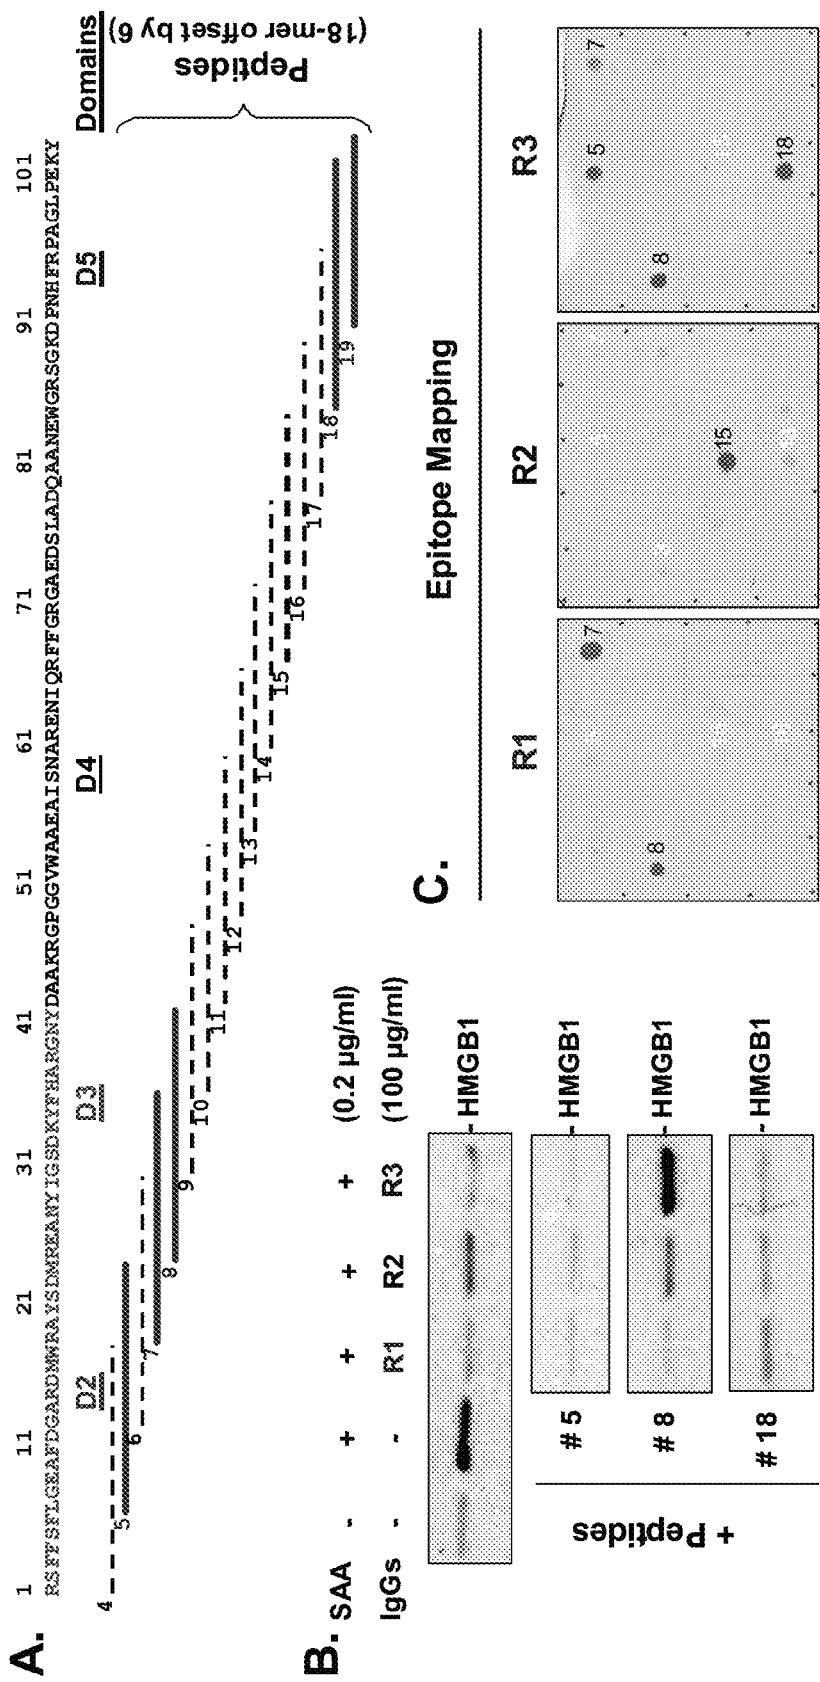 A.
1 11 21 31 41 51 61 71 81 91 101
RSFFSFLGEAFDGARDMWRAYSDMREANYIGSDKYFHARGNYDAAKRGPGGVWAAEAISNARENIQRFFGRGAEDSLADQAANEWGRSGKDPNHFRPAGLPEKY
D2 D3 D4 D5 Domains
4
5
6
7
8
9
10
11
12
13
14
15
16
17
18
19
Peptides
(18-mer offset by 6)
B.
SAA - + + + + (0.2 µg/ml)
IgGs - - R1 R2 R3 (100 µg/ml)
- HMGB1
+ Peptides
# 5 - HMGB1
# 8 - HMGB1
# 18 - HMGB1
C.
Epitope Mapping
R1 R2 R3
7
8
15
5
7
8
18